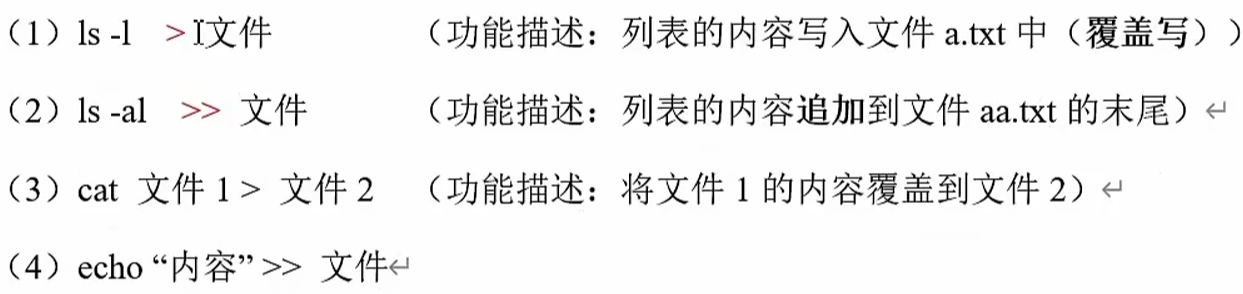 （1）ls -l > 文件 （功能描述：列表的内容写入文件 a.txt 中（覆盖写））
（2）ls -al >> 文件 （功能描述：列表的内容追加到文件 aa.txt 的末尾）↵
（3）cat 文件 1 > 文件 2 （功能描述：将文件 1 的内容覆盖到文件 2）↵
（4）echo “内容” >> 文件↵